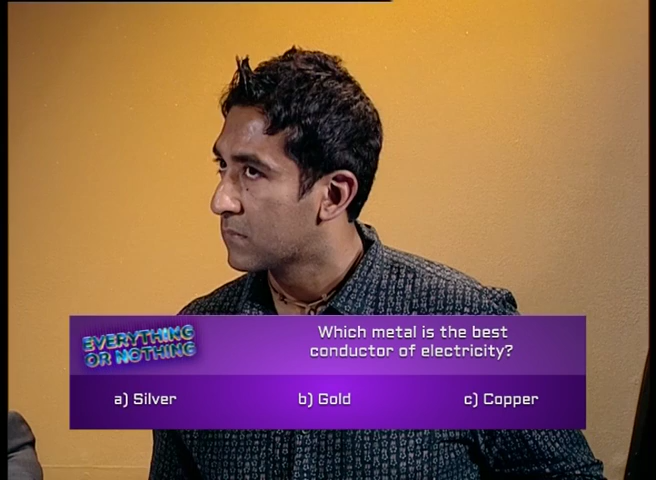 EVERYTHING
OR NOTHING
Which metal is the best
conductor of electricity?
a) Silver
b) Gold
c) Copper